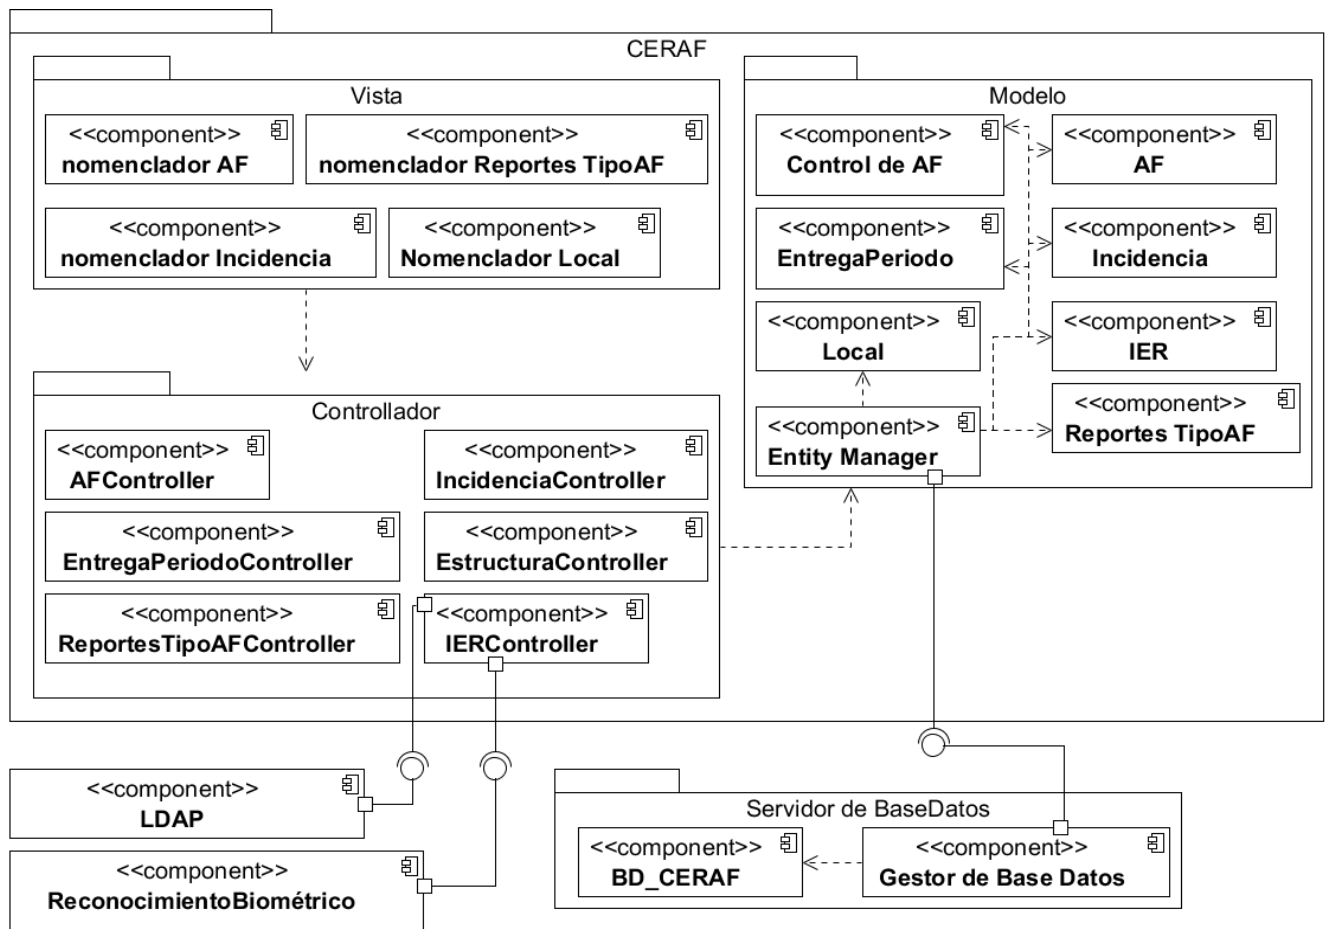 CERAF
Vista
<<component>>
nomenclador AF
<<component>>
nomenclador Reportes TipoAF
<<component>>
nomenclador Incidencia
<<component>>
Nomenclador Local
Modelo
<<component>>
Control de AF
<<component>>
AF
<<component>>
EntregaPeriodo
<<component>>
Incidencia
<<component>>
Local
<<component>>
IER
<<component>>
Entity Manager
<<component>>
Reportes TipoAF
Controllador
<<component>>
AFController
<<component>>
IncidenciaController
<<component>>
EntregaPeriodoController
<<component>>
EstructuraController
<<component>>
ReportesTipoAFController
<<component>>
IERController
<<component>>
LDAP
<<component>>
ReconocimientoBiométrico
Servidor de BaseDatos
<<component>>
BD_CERAF
<<component>>
Gestor de Base Datos